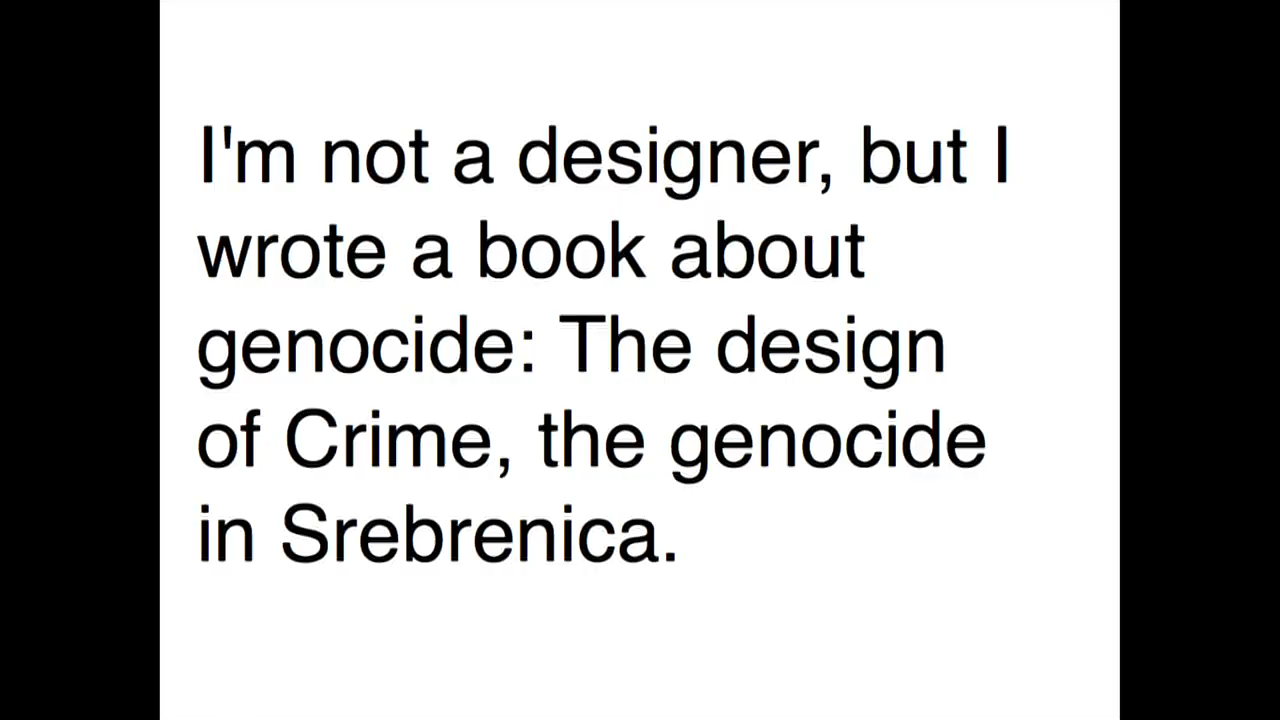 I'm not a designer, but I
wrote a book about
genocide: The design
of Crime, the genocide
in Srebrenica.